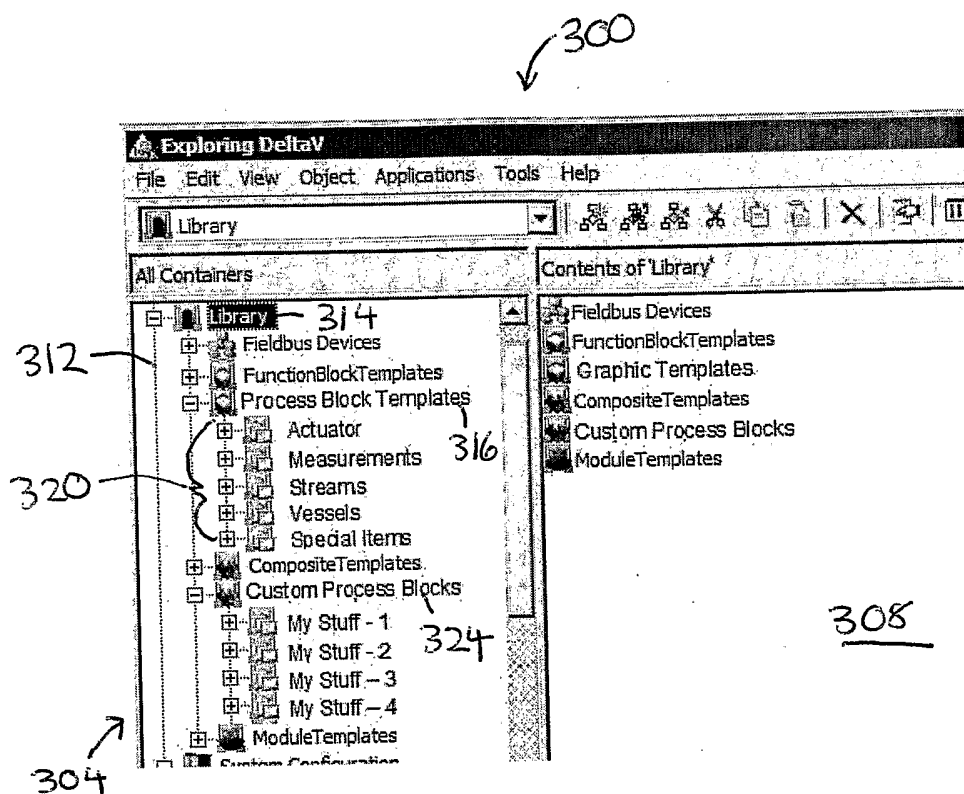 300
Exploring DeltaV
File Edit View Object Applications Tools Help
Library
All Containers
Contents of 'Library'
Library 314
312
Fieldbus Devices
FunctionBlockTemplates
Process Block Templates
316
Actuator
Measurements
Streams
Vessels
Special Items
320
CompositeTemplates
Custom Process Blocks
324
My Stuff - 1
My Stuff - 2
My Stuff - 3
My Stuff - 4
ModuleTemplates
System Configuration
304
Fieldbus Devices
FunctionBlockTemplates
Graphic Templates
CompositeTemplates
Custom Process Blocks
ModuleTemplates
308